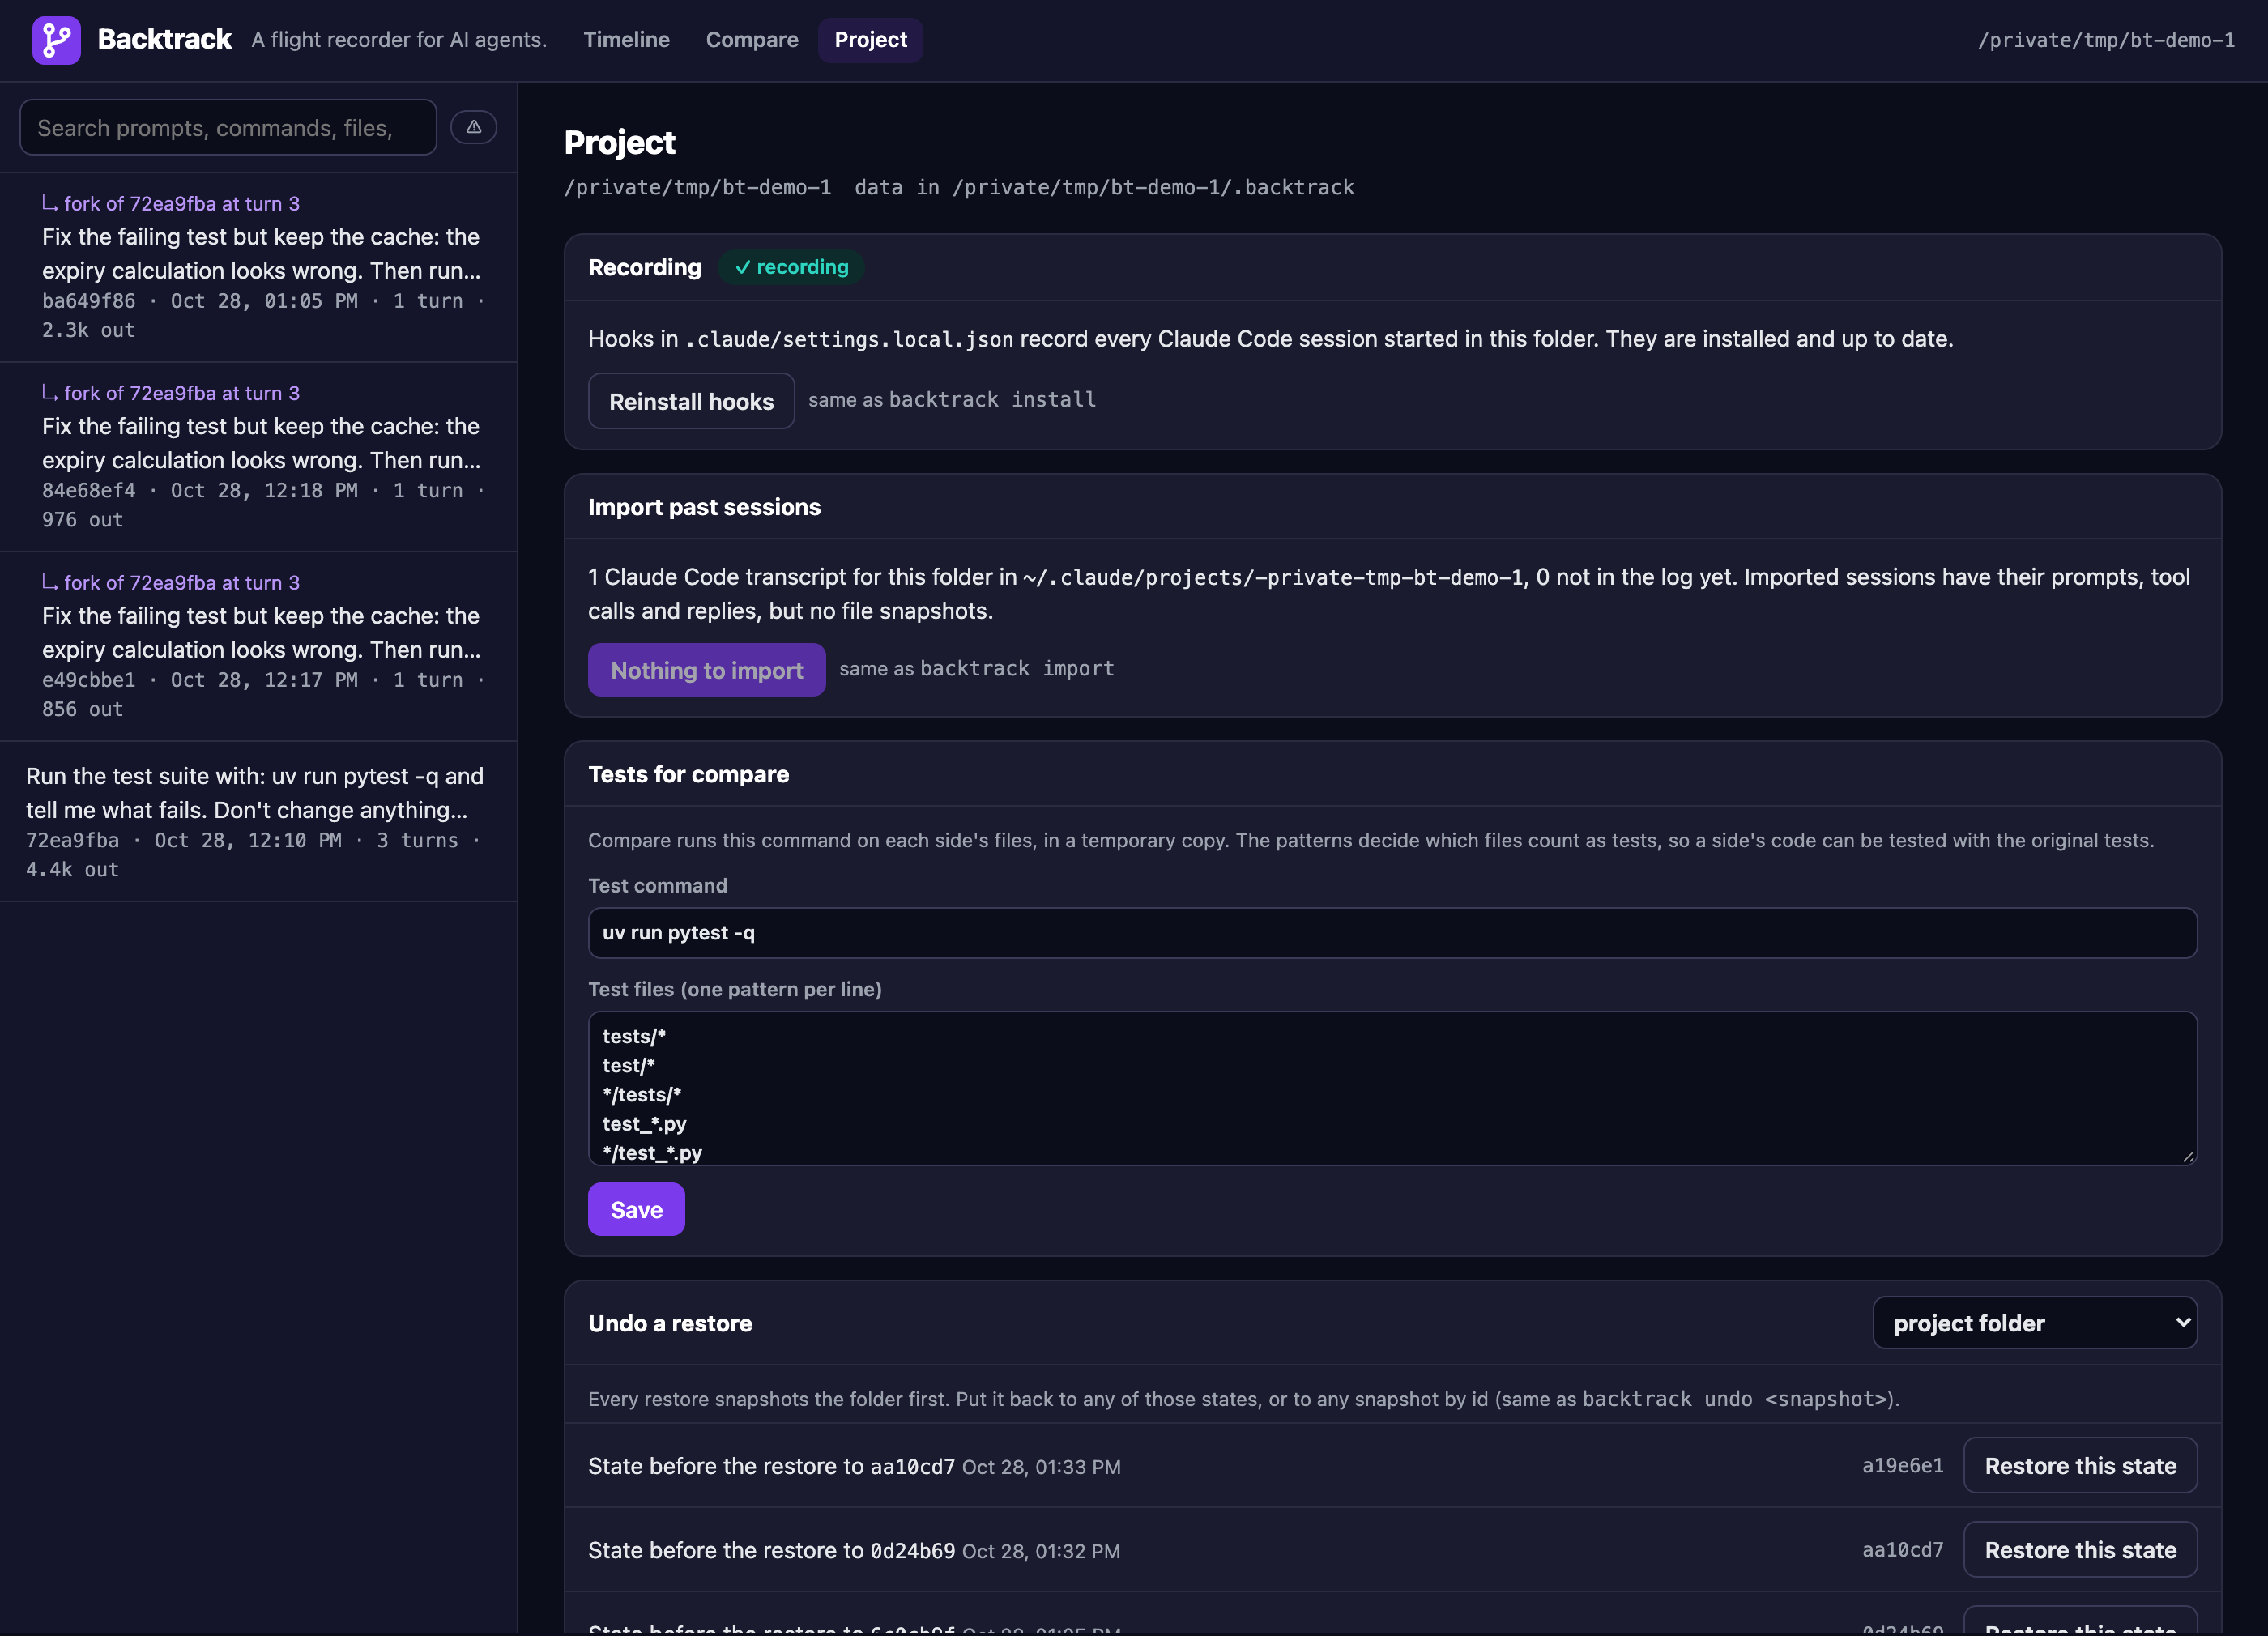 Backtrack A flight recorder for AI agents. Timeline Compare Project /private/tmp/bt-demo-1
Search prompts, commands, files,
fork of 72ea9fba at turn 3
Fix the failing test but keep the cache: the
expiry calculation looks wrong. Then run...
ba649f86 · Oct 28, 01:05 PM · 1 turn ·
2.3k out
fork of 72ea9fba at turn 3
Fix the failing test but keep the cache: the
expiry calculation looks wrong. Then run...
84e68ef4 · Oct 28, 12:18 PM · 1 turn ·
976 out
fork of 72ea9fba at turn 3
Fix the failing test but keep the cache: the
expiry calculation looks wrong. Then run...
e49cbbe1 · Oct 28, 12:17 PM · 1 turn ·
856 out
Run the test suite with: uv run pytest -q and
tell me what fails. Don't change anything...
72ea9fba · Oct 28, 12:10 PM · 3 turns ·
4.4k out
Project
/private/tmp/bt-demo-1 data in /private/tmp/bt-demo-1/.backtrack
Recording ✓ recording
Hooks in .claude/settings.local.json record every Claude Code session started in this folder. They are installed and up to date.
Reinstall hooks same as backtrack install
Import past sessions
1 Claude Code transcript for this folder in ~/.claude/projects/-private-tmp-bt-demo-1, 0 not in the log yet. Imported sessions have their prompts, tool
calls and replies, but no file snapshots.
Nothing to import same as backtrack import
Tests for compare
Compare runs this command on each side's files, in a temporary copy. The patterns decide which files count as tests, so a side's code can be tested with the original tests.
Test command
uv run pytest -q
Test files (one pattern per line)
tests/*
test/*
*/tests/*
test_*.py
*/test_*.py
Save
Undo a restore project folder
Every restore snapshots the folder first. Put it back to any of those states, or to any snapshot by id (same as backtrack undo <snapshot>).
State before the restore to aa10cd7 Oct 28, 01:33 PM a19e6e1 Restore this state
State before the restore to 0d24b69 Oct 28, 01:32 PM aa10cd7 Restore this state
State before the restore to Oct 28, 01:05 PM 0d24b69 Restore this state